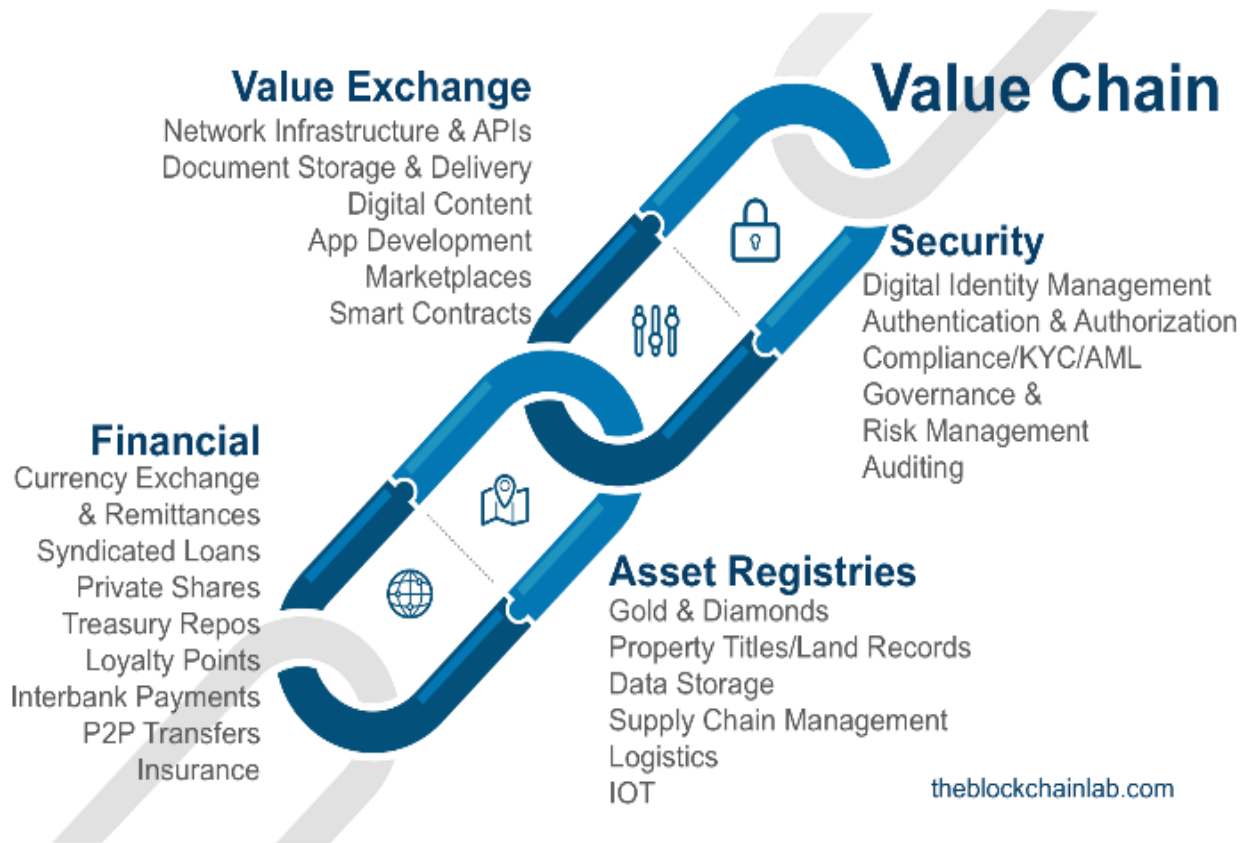 Value Chain
Value Exchange
Network Infrastructure & APIs
Document Storage & Delivery
Digital Content
App Development
Marketplaces
Smart Contracts
Security
Digital Identity Management
Authentication & Authorization
Compliance/KYC/AML
Governance &
Risk Management
Auditing
Financial
Currency Exchange
& Remittances
Syndicated Loans
Private Shares
Treasury Repos
Loyalty Points
Interbank Payments
P2P Transfers
Insurance
Asset Registries
Gold & Diamonds
Property Titles/Land Records
Data Storage
Supply Chain Management
Logistics
IOT
theblockchainlab.com